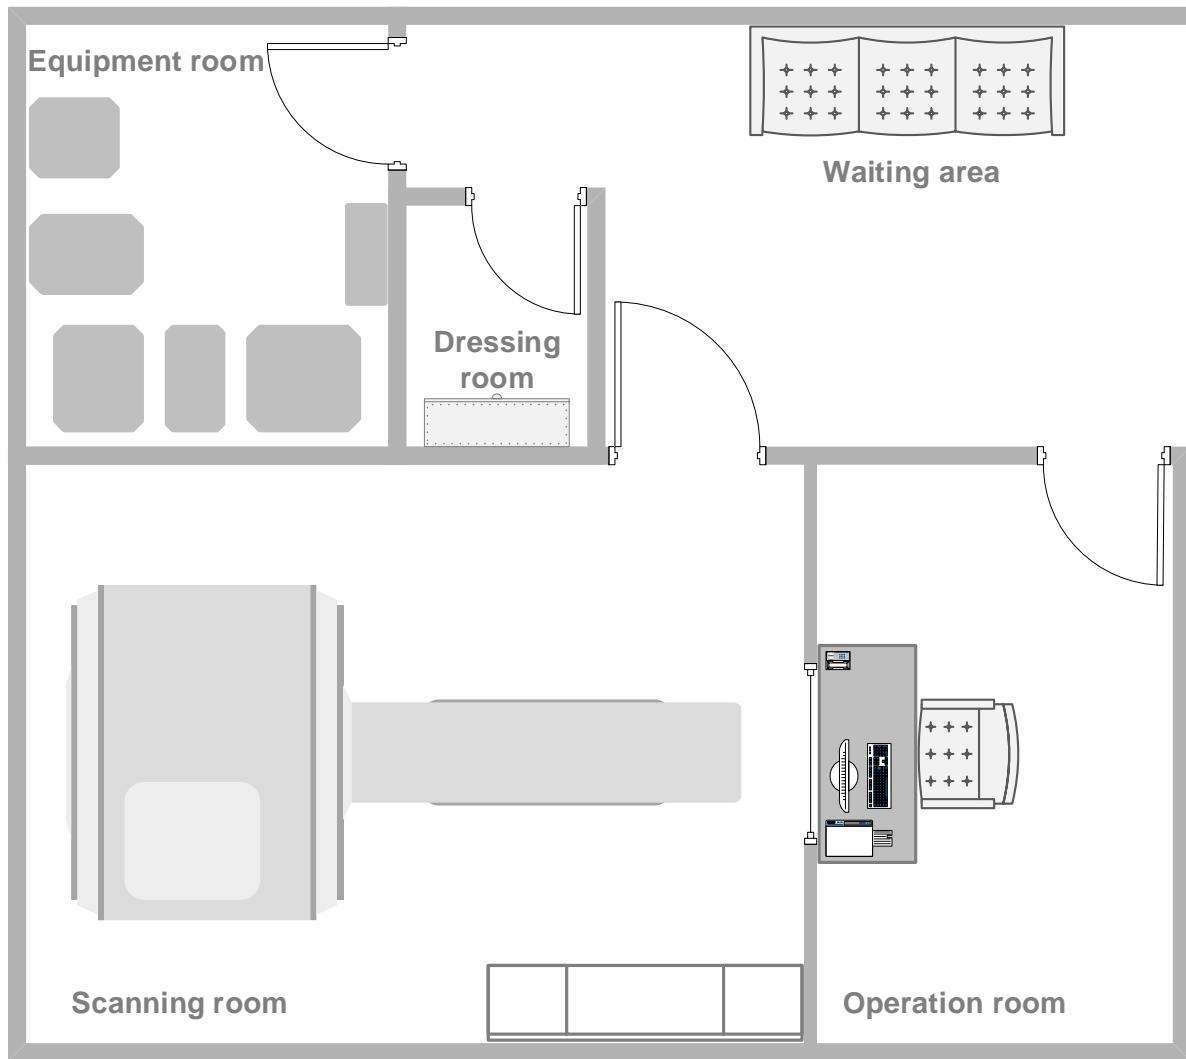 Equipment room
Waiting area
Dressing
room
Scanning room
Operation room